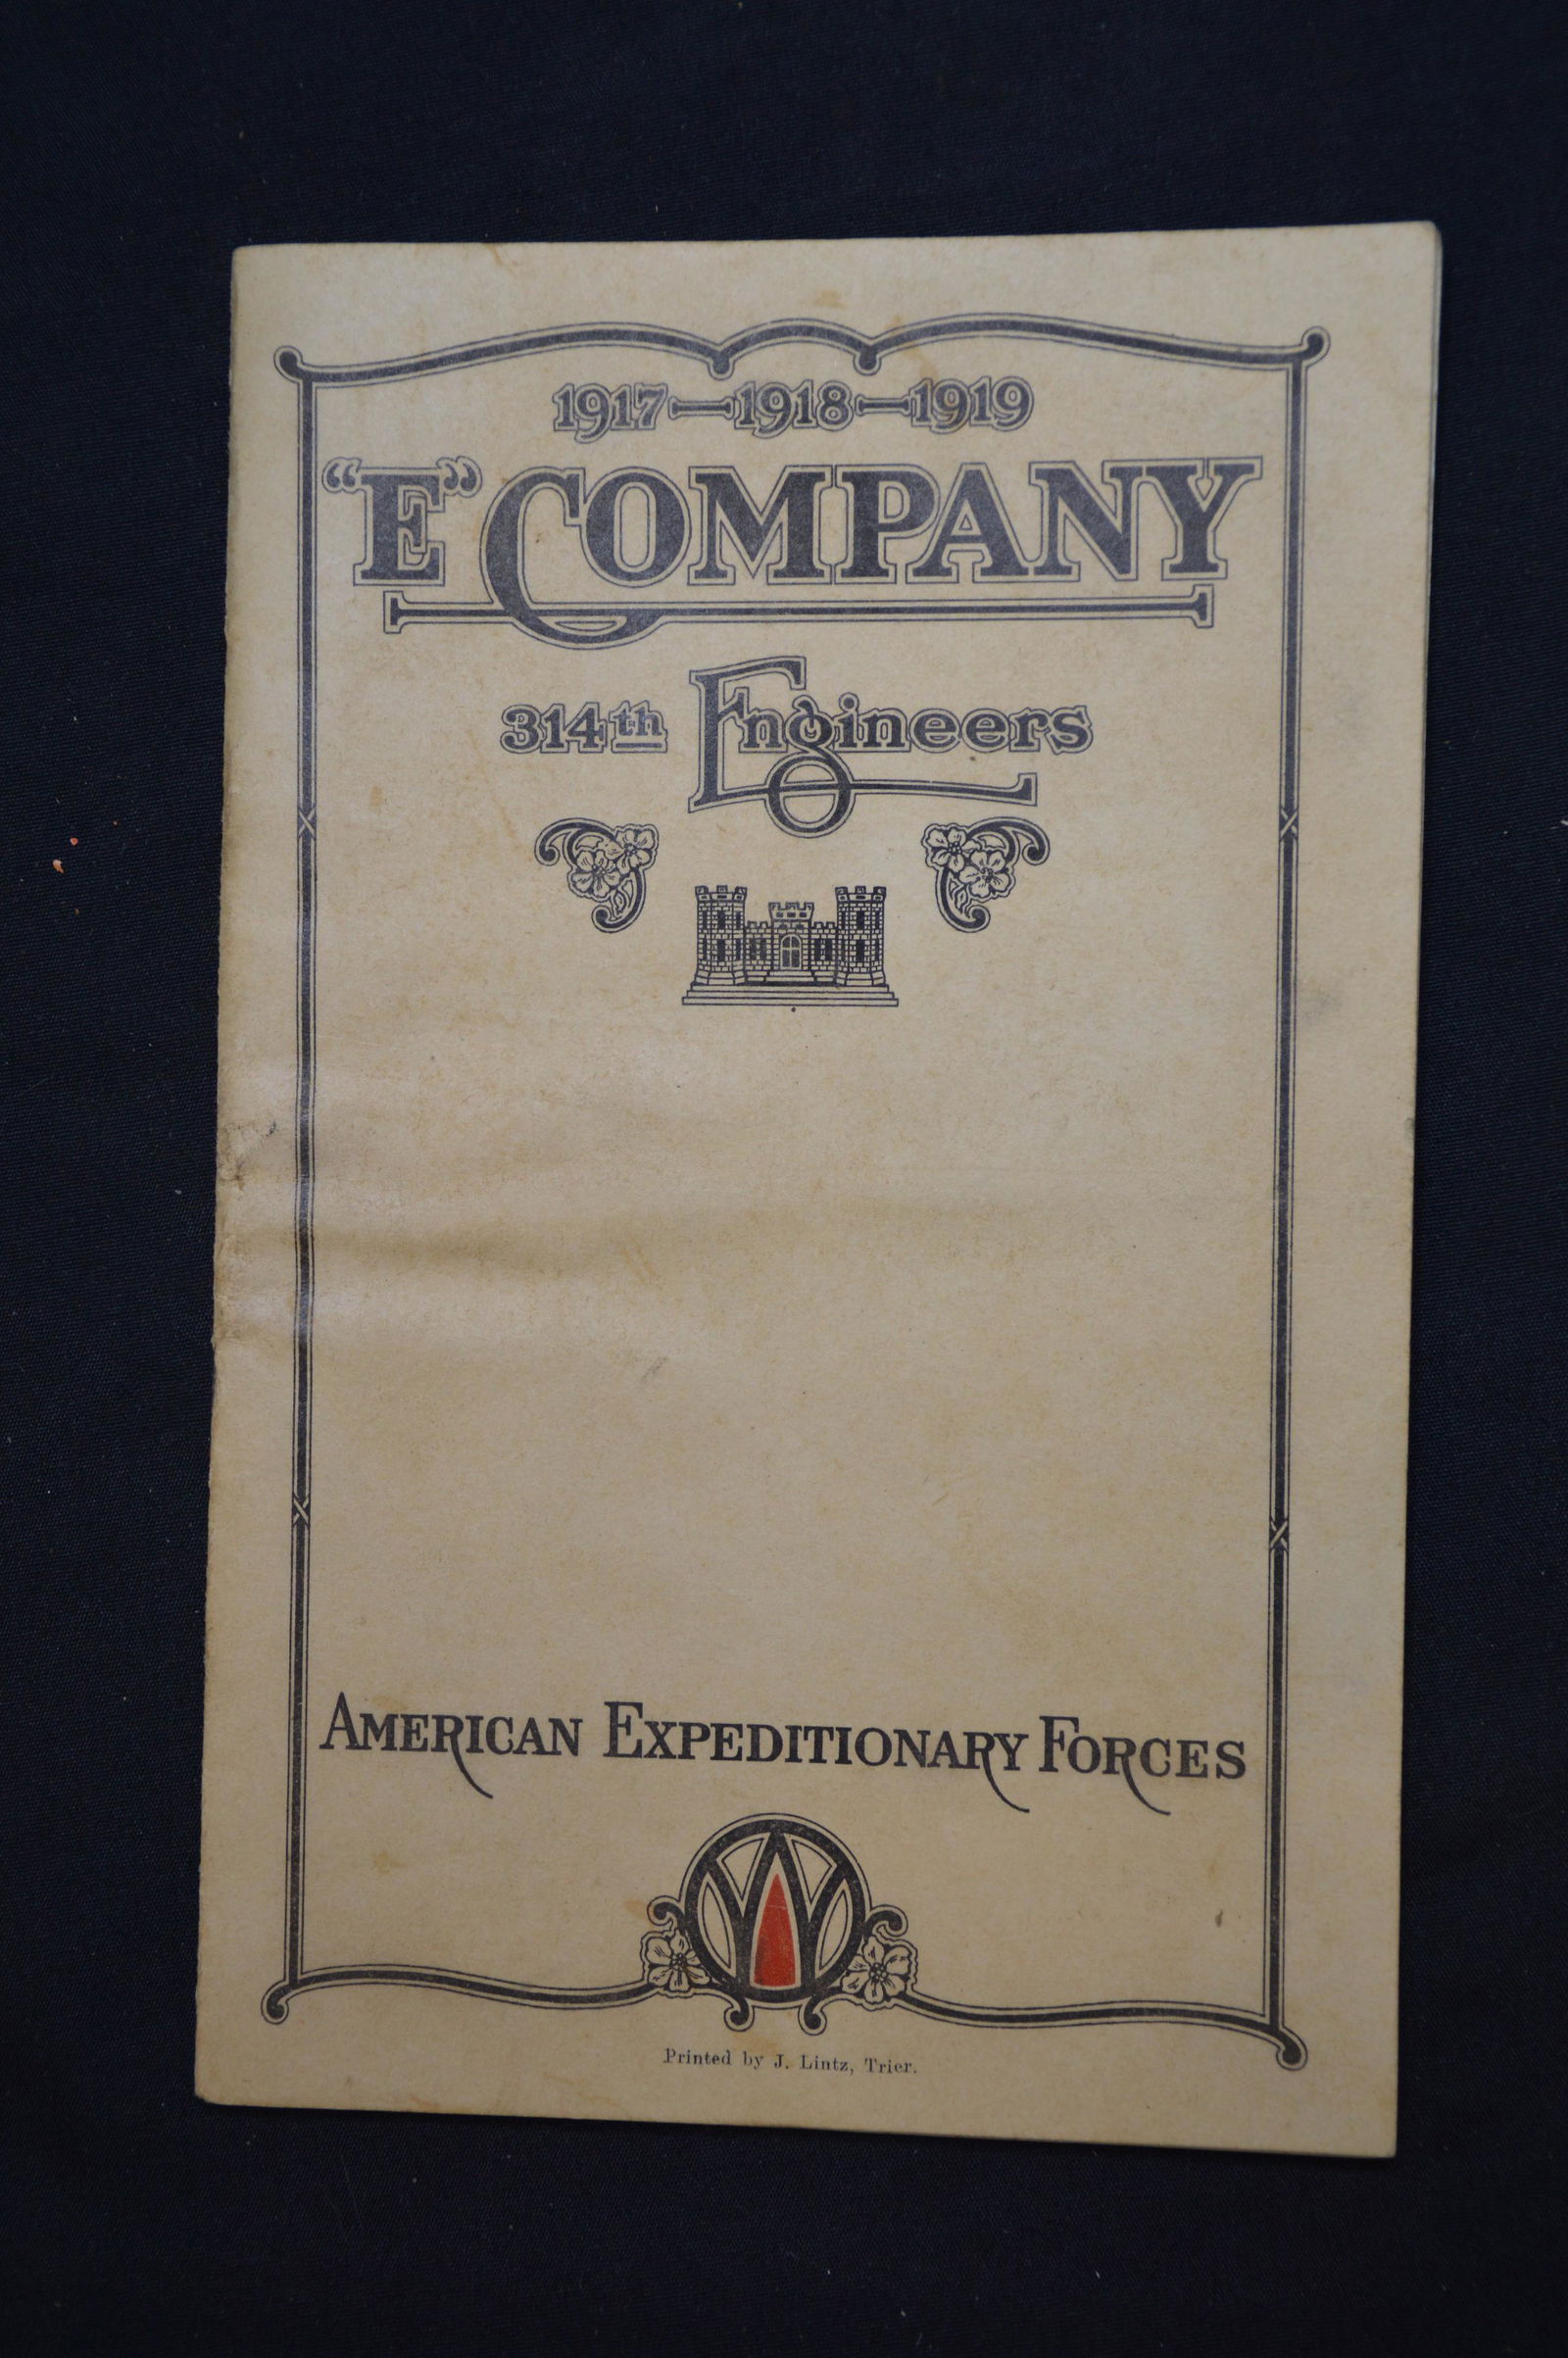 1917—1918—1919
“E” COMPANY
314th Engineers
AMERICAN EXPEDITIONARY FORCES
W
Printed by J. Lintz, Trier.